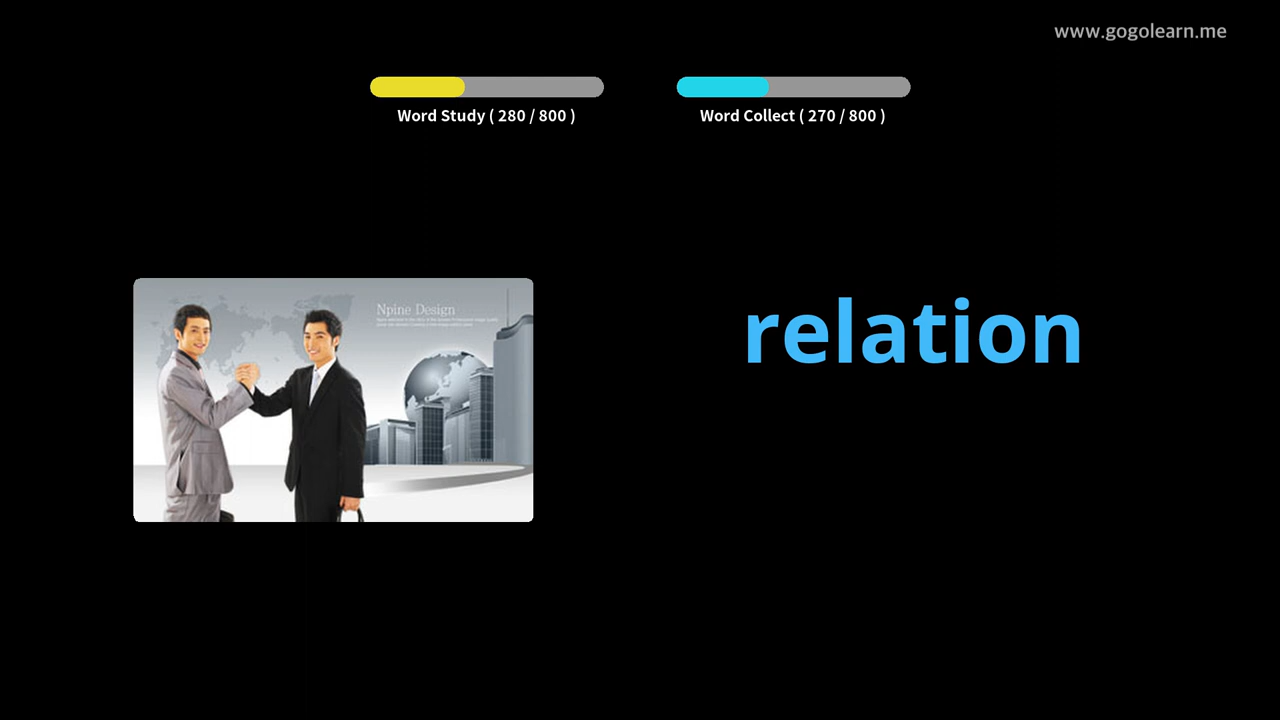 www.gogolearn.me
Word Study ( 280 / 800 )
Word Collect ( 270 / 800 )
Npine Design
relation